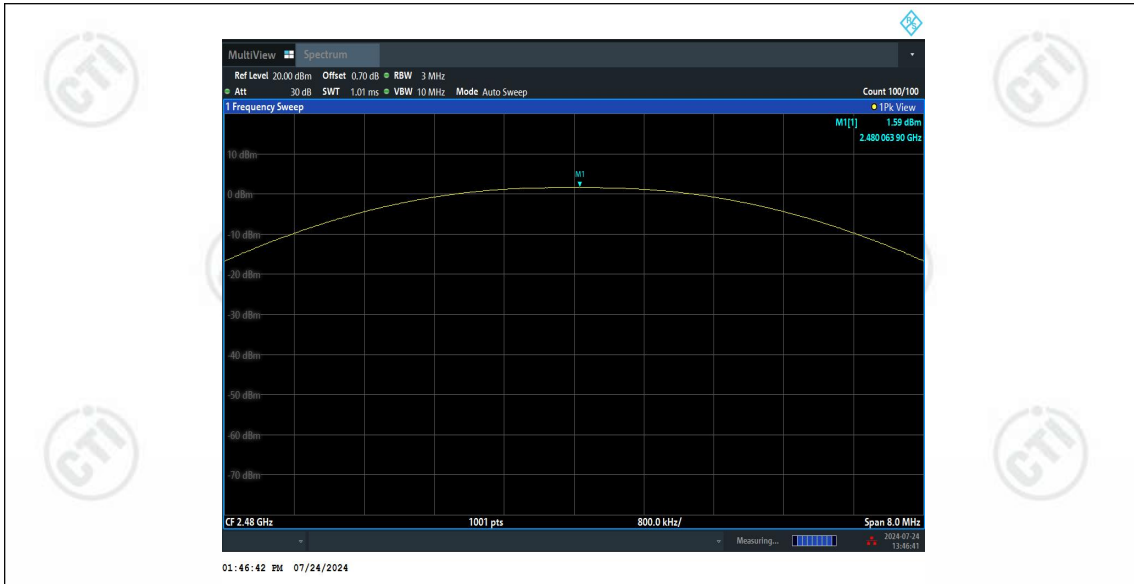 R&S
MultiView Spectrum
Ref Level 20.00 dBm Offset 0.70 dB RBW 3 MHz
Att 30 dB SWT 1.01 ms VBW 10 MHz Mode Auto Sweep Count 100/100
1 Frequency Sweep 1Pk View
M1[1] 1.59 dBm
2.480 063 90 GHz
10 dBm
M1
0 dBm
-10 dBm
-20 dBm
-30 dBm
-40 dBm
-50 dBm
-60 dBm
-70 dBm
CF 2.48 GHz 1001 pts 800.0 kHz/ Span 8.0 MHz
Measuring... 2024-07-24
13:46:41
01:46:42 PM 07/24/2024
CTI
CTI
CTI
CTI